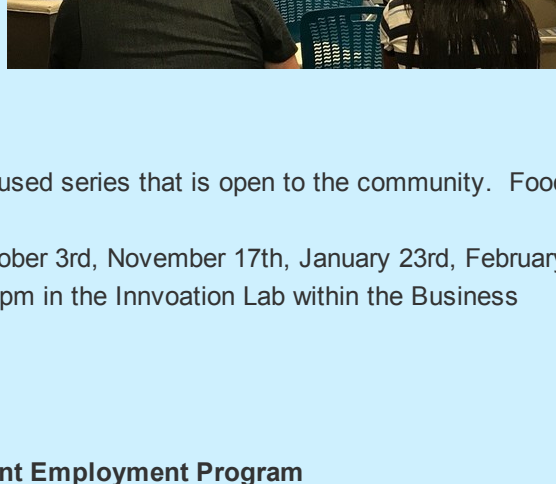 used series that is open to the community.  Foo
ober 3rd, November 17th, January 23rd, February
pm in the Innvoation Lab within the Business
nt Employment Program